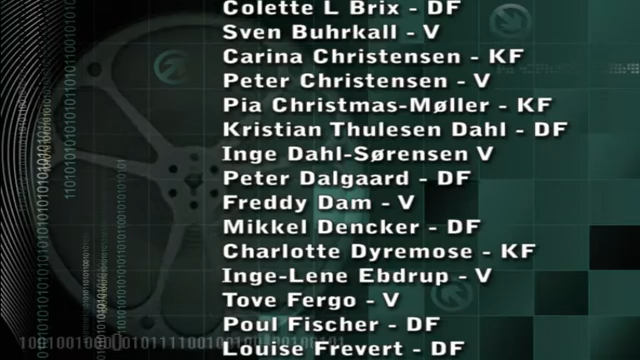 Colette L Brix - DF
Sven Buhrkall - V
Carina Christensen - KF
Peter Christensen - V
Pia Christmas-Møller - KF
Kristian Thulesen Dahl - DF
Inge Dahl-Sørensen V
Peter Dalgaard - DF
Freddy Dam - V
Mikkel Dencker - DF
Charlotte Dyremose - KF
Inge-Lene Ebdrup - V
Tove Fergo - V
Poul Fischer - DF
Louise Frevert - DF